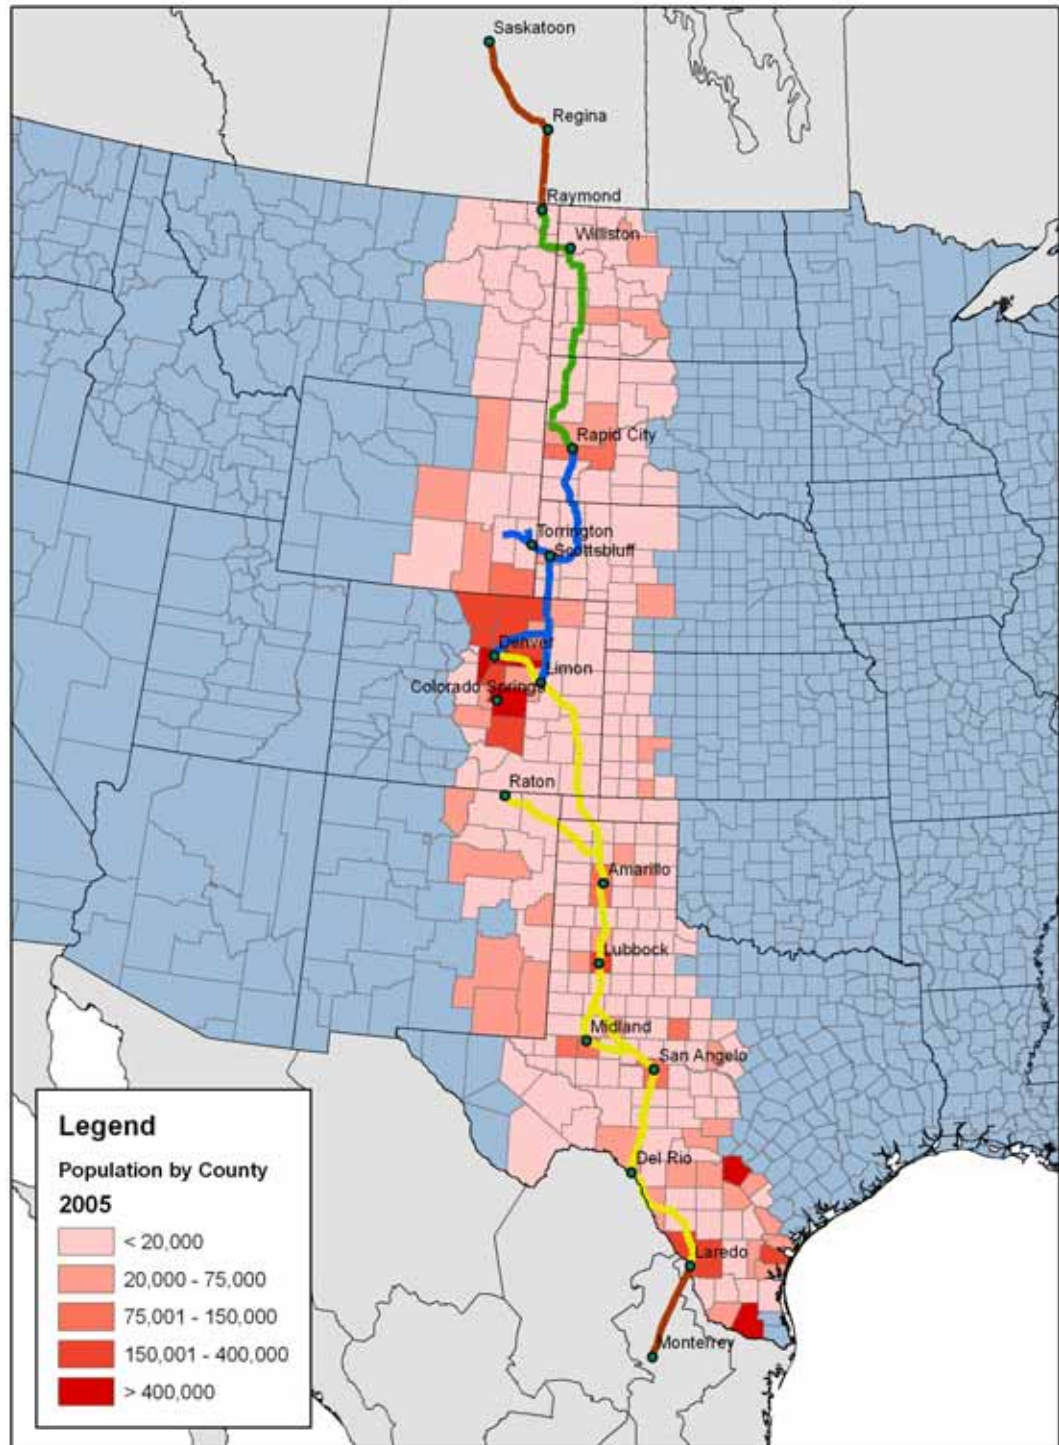 Saskatoon
Regina
Raymond
Williston
Rapid City
Torrington
Scottsbluff
Denver
Limon
Colorado Springs
Raton
Amarillo
Lubbock
Midland
San Angelo
Del Rio
Laredo
Monterrey
Legend
Population by County
2005
< 20,000
20,000 - 75,000
75,001 - 150,000
150,001 - 400,000
> 400,000